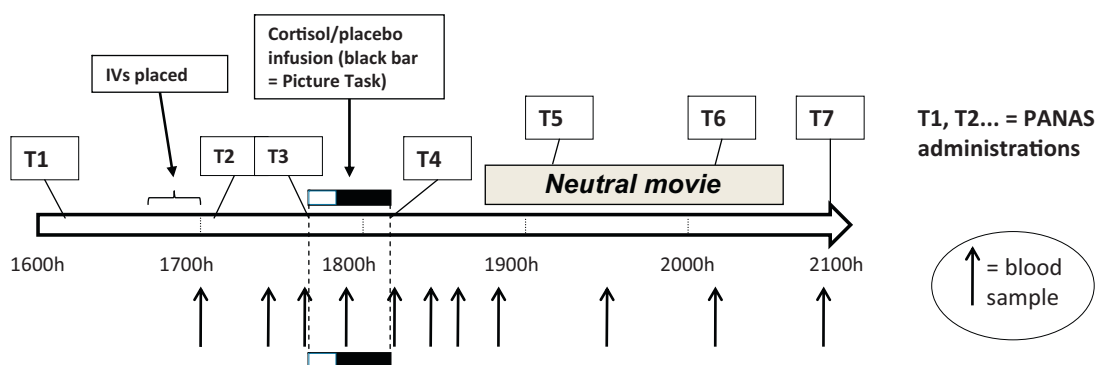 Cortisol/placebo
infusion (black bar
= Picture Task)
IVs placed
T1
T2
T3
T4
T5
T6
T7
T1, T2... = PANAS
administrations
Neutral movie
1600h
1700h
1800h
1900h
2000h
2100h
= blood
sample